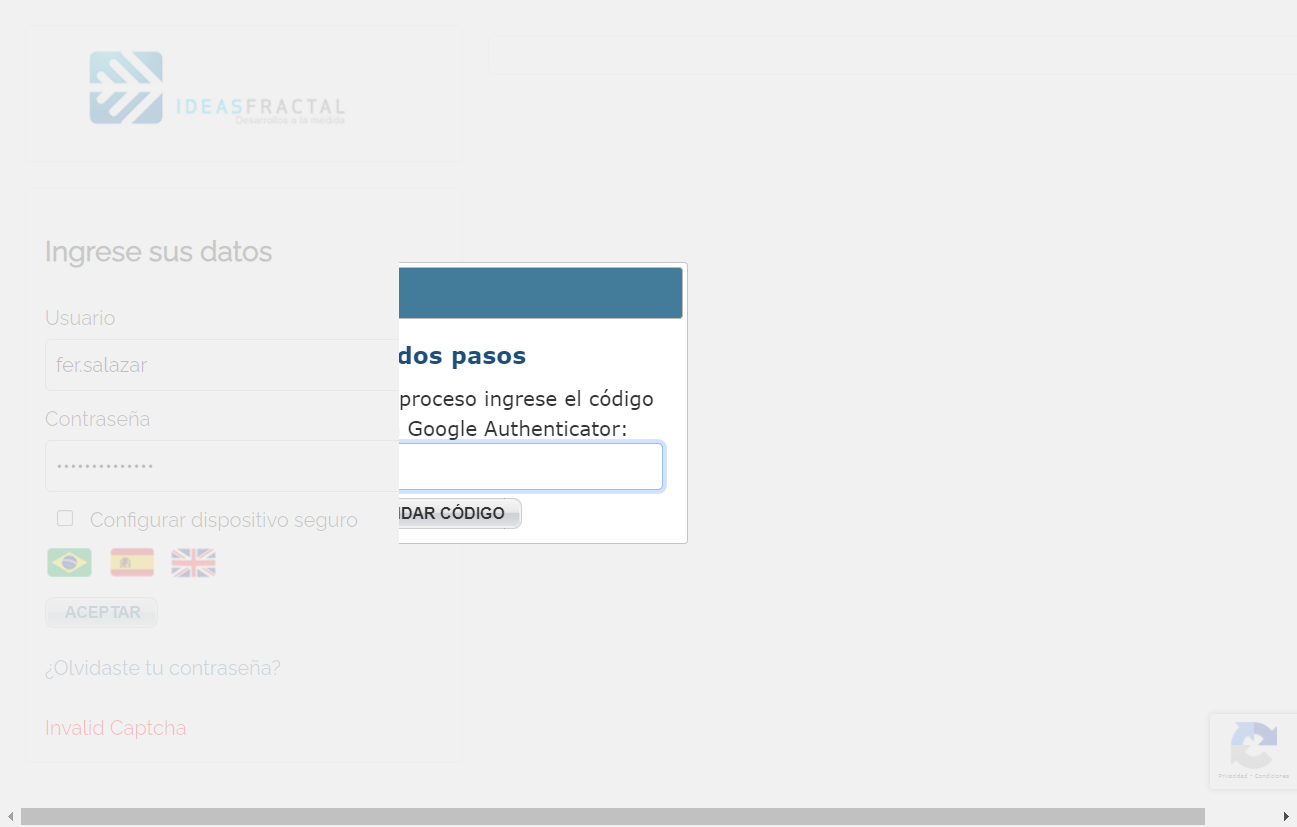 IDEASFRACTAL
Desarrollos a la medida
Ingrese sus datos
Usuario
fer.salazar
Contraseña
••••••••••••••
Configurar dispositivo seguro
ACEPTAR
¿Olvidaste tu contraseña?
Invalid Captcha
dos pasos
proceso ingrese el código
Google Authenticator:
DAR CÓDIGO
Privacidad - Condiciones